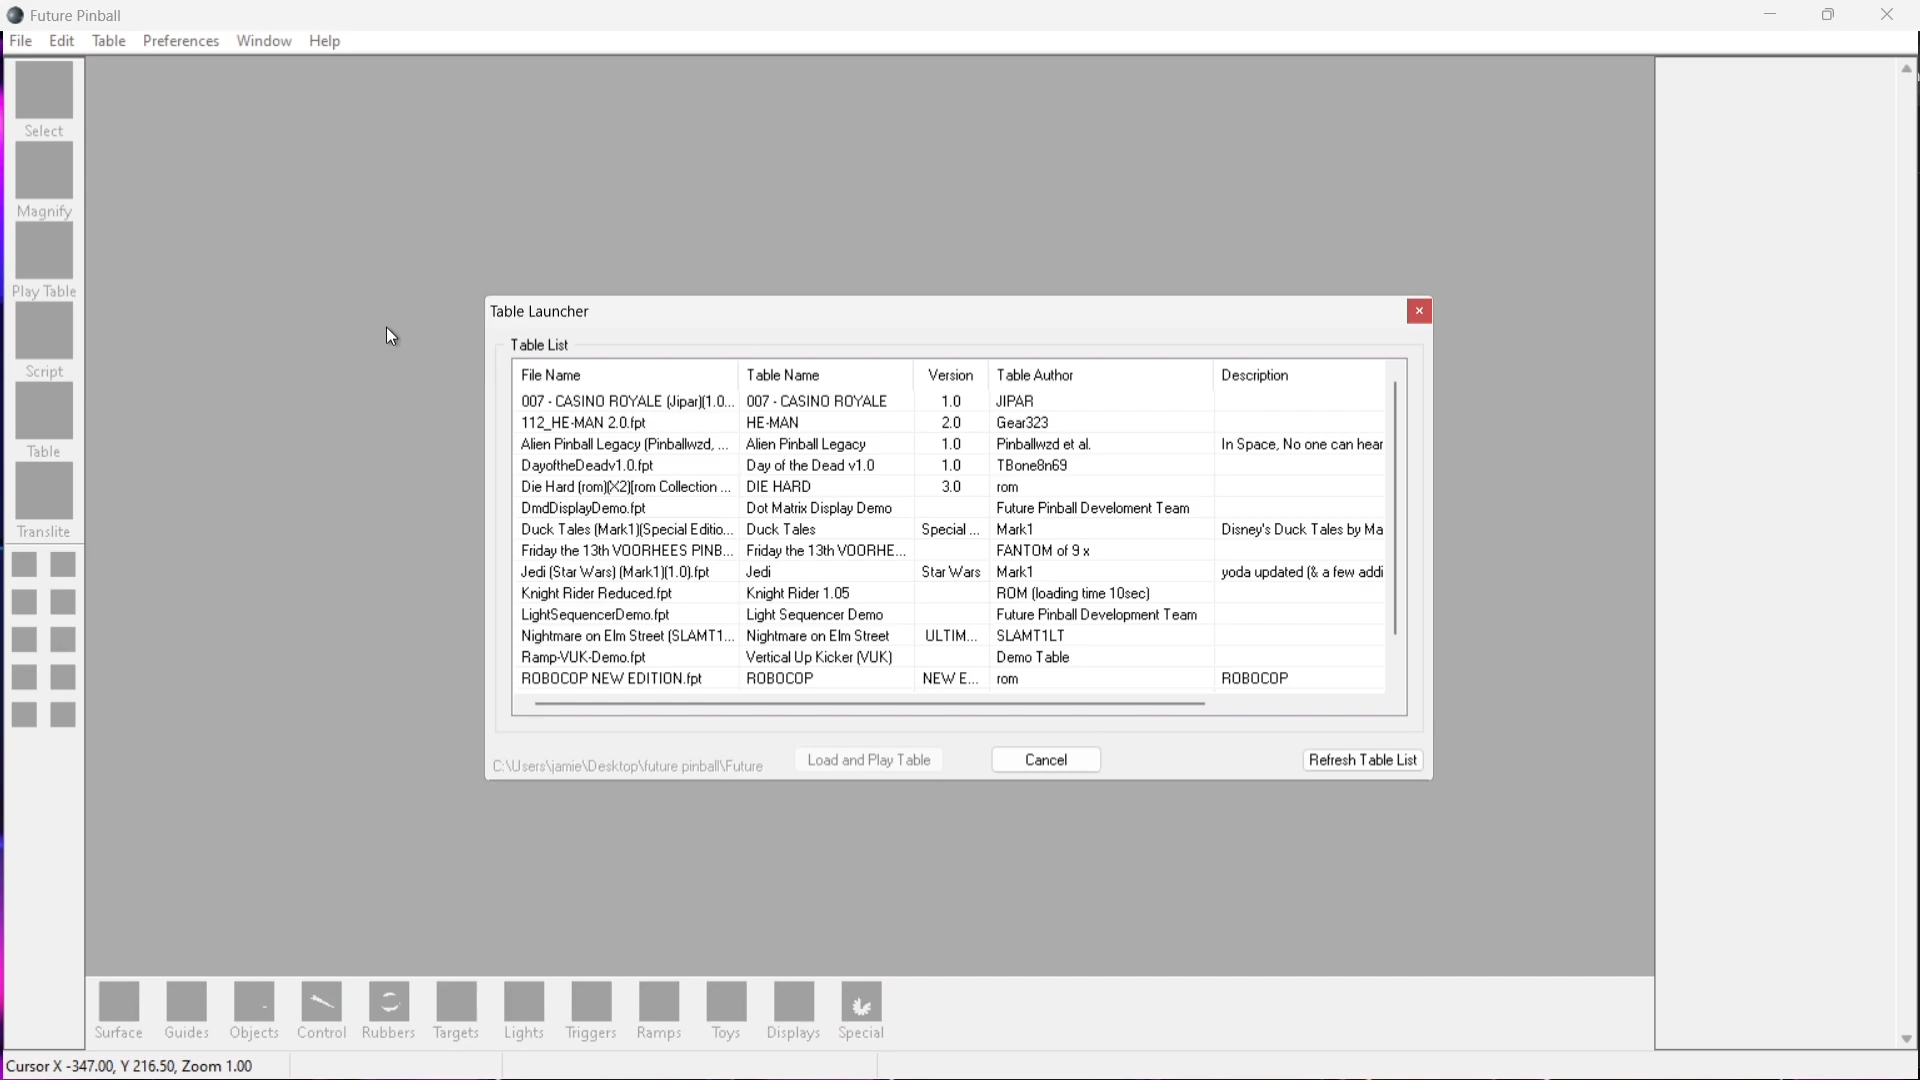 Future Pinball
File Edit Table Preferences Window Help
Select
Magnify
Play Table
Script
Table
Translite
Table Launcher
Table List
File Name Table Name Version Table Author Description
007 - CASINO ROYALE (Jipar)(1.0... 007 - CASINO ROYALE 1.0 JIPAR
112_HE-MAN 2.0.fpt HE-MAN 2.0 Gear323
Alien Pinball Legacy (Pinballwzd, ... Alien Pinball Legacy 1.0 Pinballwzd et al. In Space, No one can hear
DayoftheDeadv1.0.fpt Day of the Dead v1.0 1.0 TBone8n69
Die Hard (rom)(X2)[rom Collection ... DIE HARD 3.0 rom
DmdDisplayDemo.fpt Dot Matrix Display Demo Future Pinball Develoment Team
Duck Tales (Mark1)(Special Editio... Duck Tales Special ... Mark1 Disney's Duck Tales by Ma
Friday the 13th VOORHEES PINB... Friday the 13th VOORHE... FANTOM of 9 x
Jedi (Star Wars) (Mark1)(1.0).fpt Jedi Star Wars Mark1 yoda updated (& a few addi
Knight Rider Reduced.fpt Knight Rider 1.05 ROM (loading time 10sec)
LightSequencerDemo.fpt Light Sequencer Demo Future Pinball Development Team
Nightmare on Elm Street (SLAMT1... Nightmare on Elm Street ULTIM... SLAMT1LT
Ramp-VUK-Demo.fpt Vertical Up Kicker (VUK) Demo Table
ROBOCOP NEW EDITION.fpt ROBOCOP NEW E... rom ROBOCOP
C:\Users\jamie\Desktop\future pinball\Future Load and Play Table Cancel Refresh Table List
Surface Guides Objects Control Rubbers Targets Lights Triggers Ramps Toys Displays Special
Cursor X -347.00, Y 216.50, Zoom 1.00